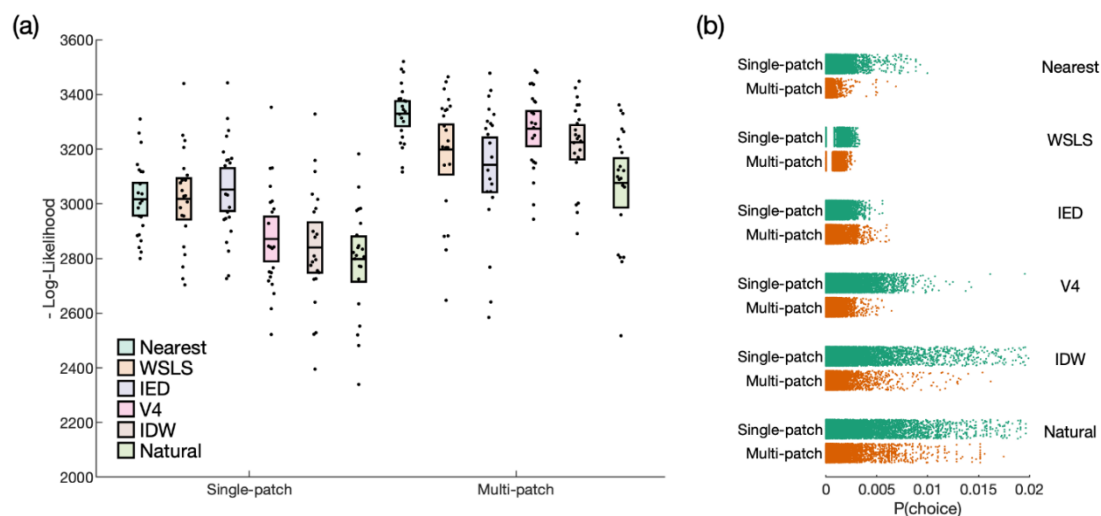 (a)
3600
3400
3200
3000
2800
2600
2400
2200
2000
- Log-Likelihood
Nearest
WSLS
IED
V4
IDW
Natural
Single-patch
Multi-patch
(b)
Single-patch
Multi-patch
Nearest
Single-patch
Multi-patch
WSLS
Single-patch
Multi-patch
IED
Single-patch
Multi-patch
V4
Single-patch
Multi-patch
IDW
Single-patch
Multi-patch
Natural
0 0.005 0.01 0.015 0.02
P(choice)